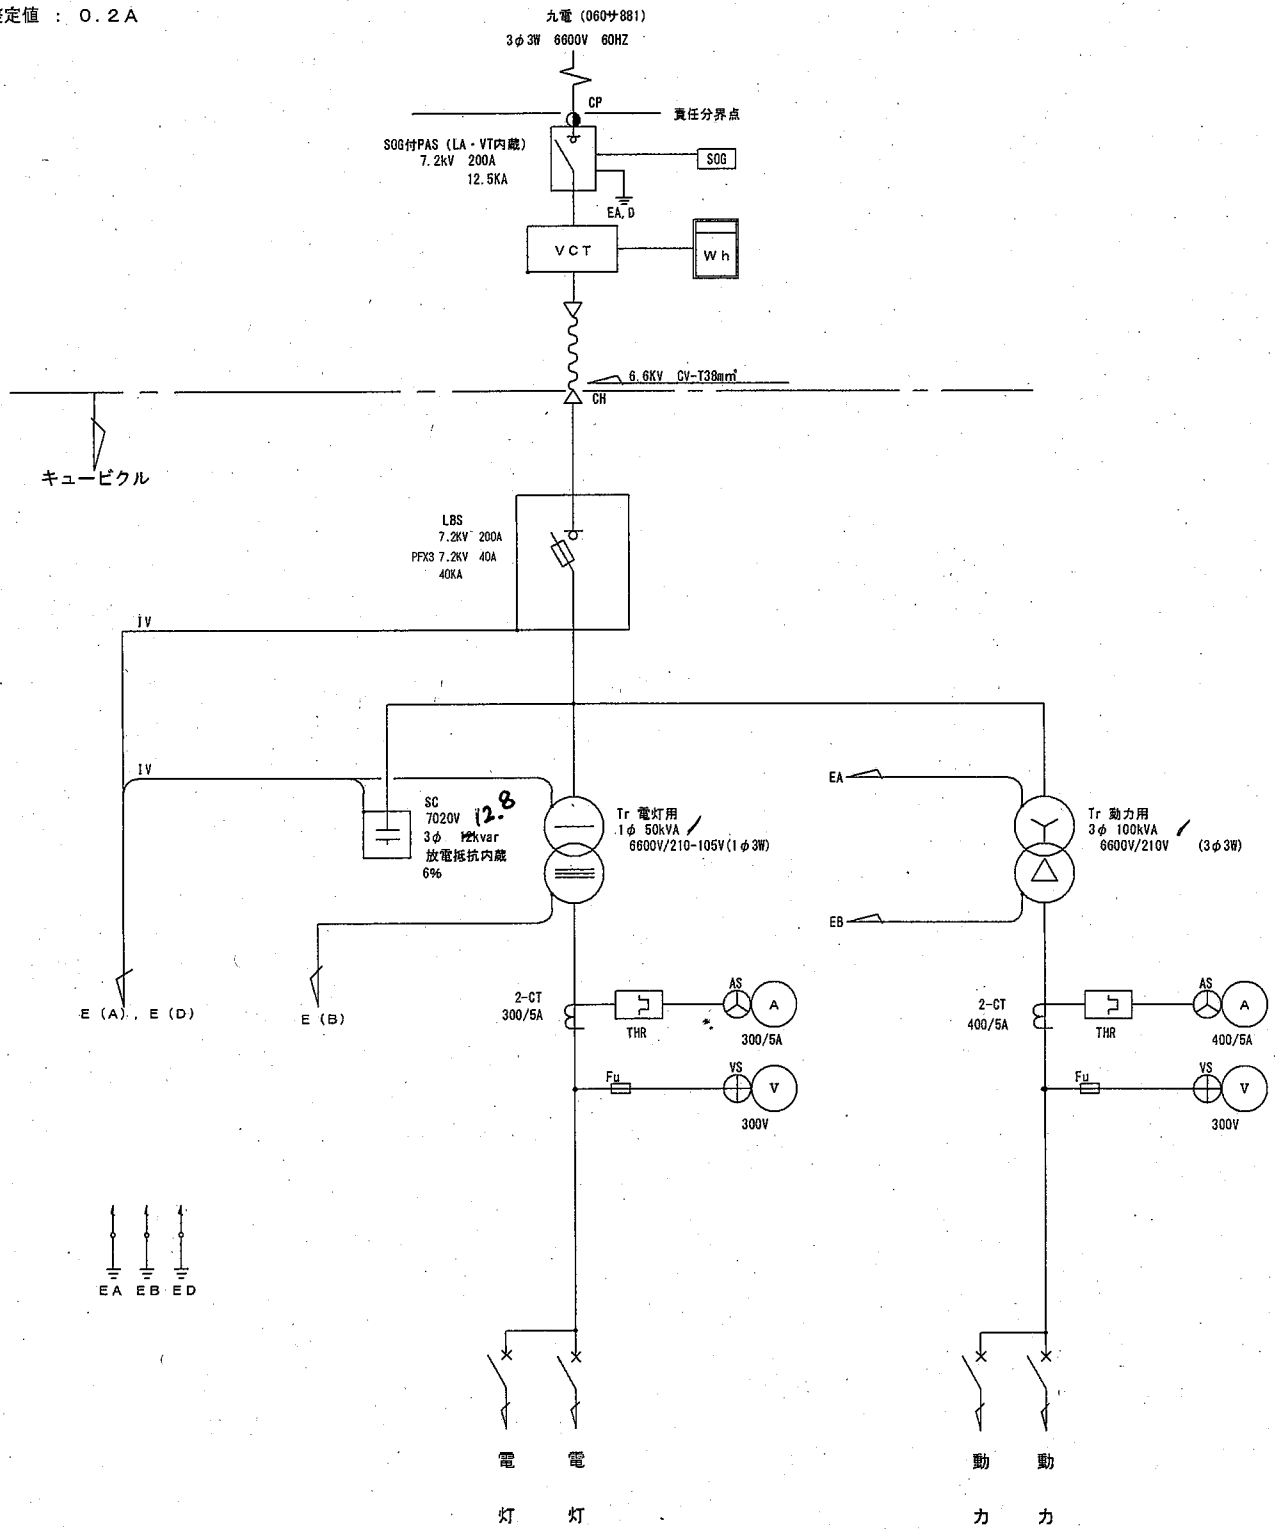 定値 : 0.2A
九電 (060サ881)
3φ3W 6600V 60HZ
CP
責任分界点
SOG付PAS (LA・VT内蔵)
7.2kV 200A
12.5KA
SOG
EA,D
VCT
Wh
6.6KV CV-T38mm²
CH
キュービクル
LBS
7.2KV 200A
PFX3 7.2KV 40A
40KA
IV
IV
SC
7020V
12.8
3φ 12kvar
放電抵抗内蔵
6%
Tr 電灯用
1φ 50kVA
6600V/210-105V(1φ3W)
EA
Tr 動力用
3φ 100kVA
6600V/210V (3φ3W)
EB
E (A), E (D)
E (B)
2-CT
300/5A
THR
AS
A
300/5A
Fu
VS
V
300V
2-CT
400/5A
THR
AS
A
400/5A
Fu
VS
V
300V
EA EB ED
電灯
電灯
動力
動力